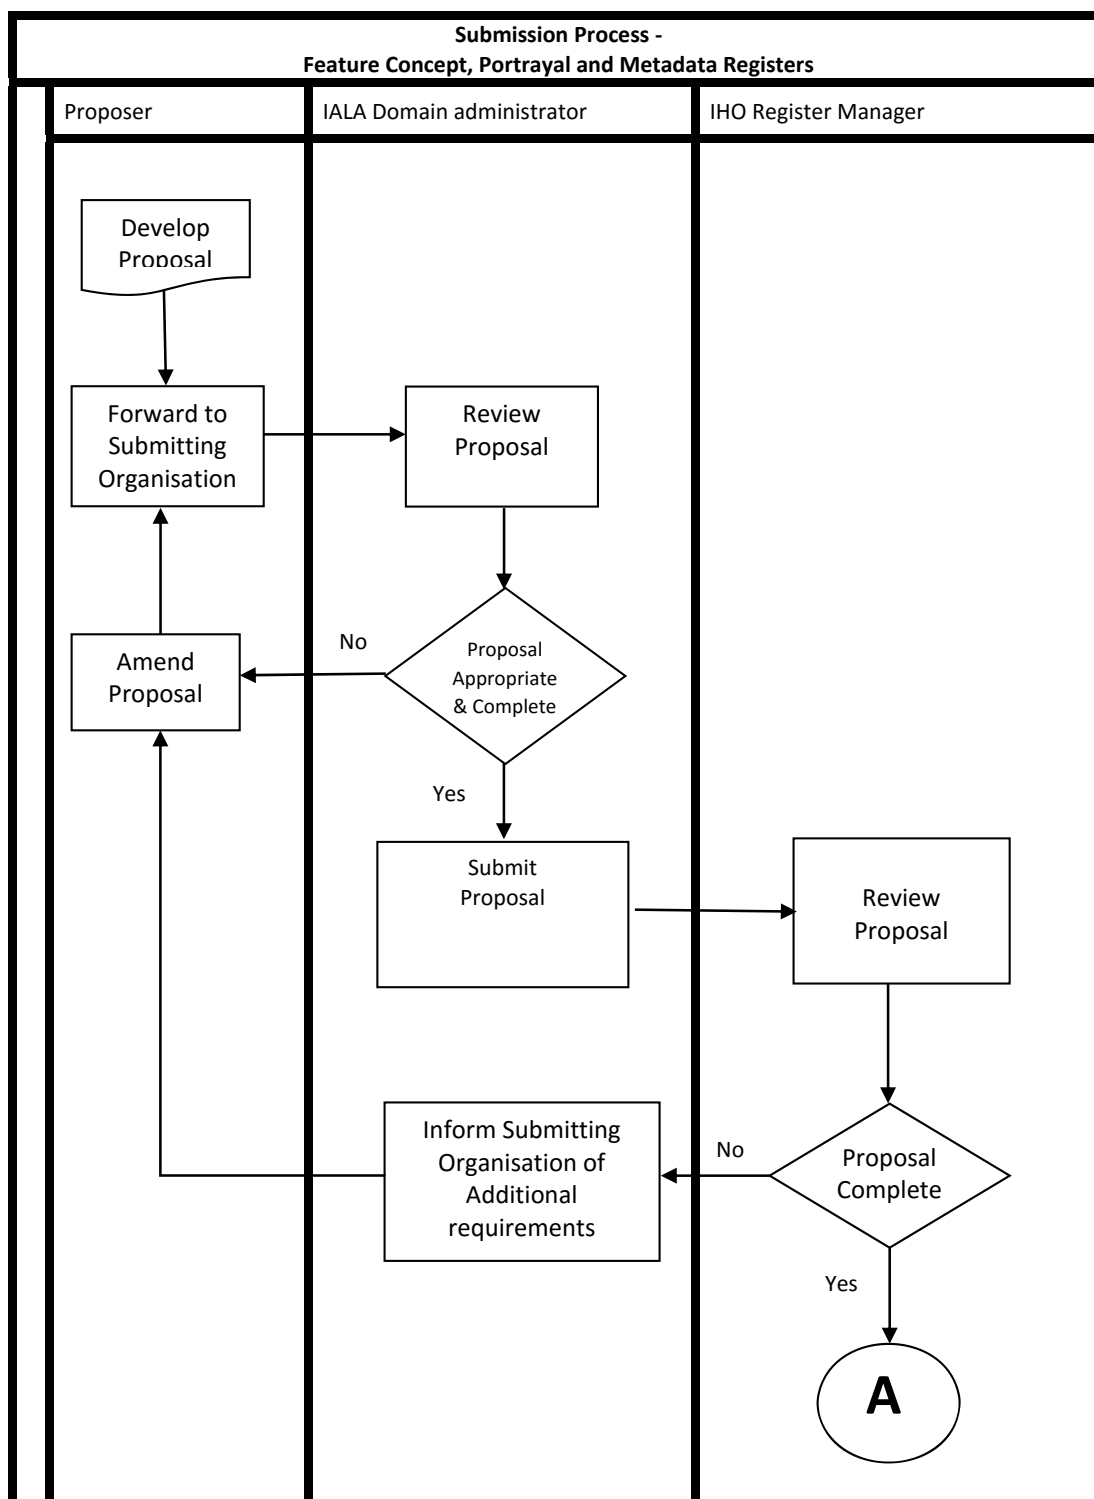 Submission Process -
Feature Concept, Portrayal and Metadata Registers
Proposer
IALA Domain administrator
IHO Register Manager
Develop
Proposal
Forward to
Submitting
Organisation
Review
Proposal
No
Amend
Proposal
Proposal
Appropriate
& Complete
Yes
Submit
Proposal
Review
Proposal
Inform Submitting
Organisation of
Additional
requirements
No
Proposal
Complete
Yes
A